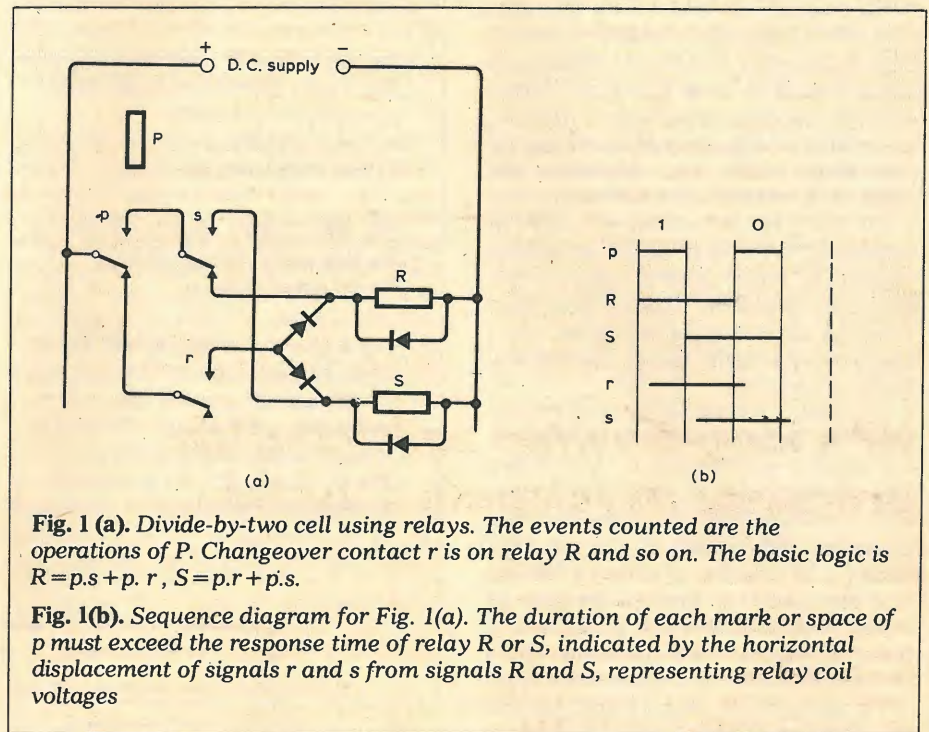 + −
D.C. supply
P
p s
R
r
S
(a)
1 0
p
R
S
r
s
(b)
Fig. 1 (a). Divide-by-two cell using relays. The events counted are the
operations of P. Changeover contact r is on relay R and so on. The basic logic is
R=p.s+p. r , S=p.r+p.s.
Fig. 1(b). Sequence diagram for Fig. 1(a). The duration of each mark or space of
p must exceed the response time of relay R or S, indicated by the horizontal
displacement of signals r and s from signals R and S, representing relay coil
voltages